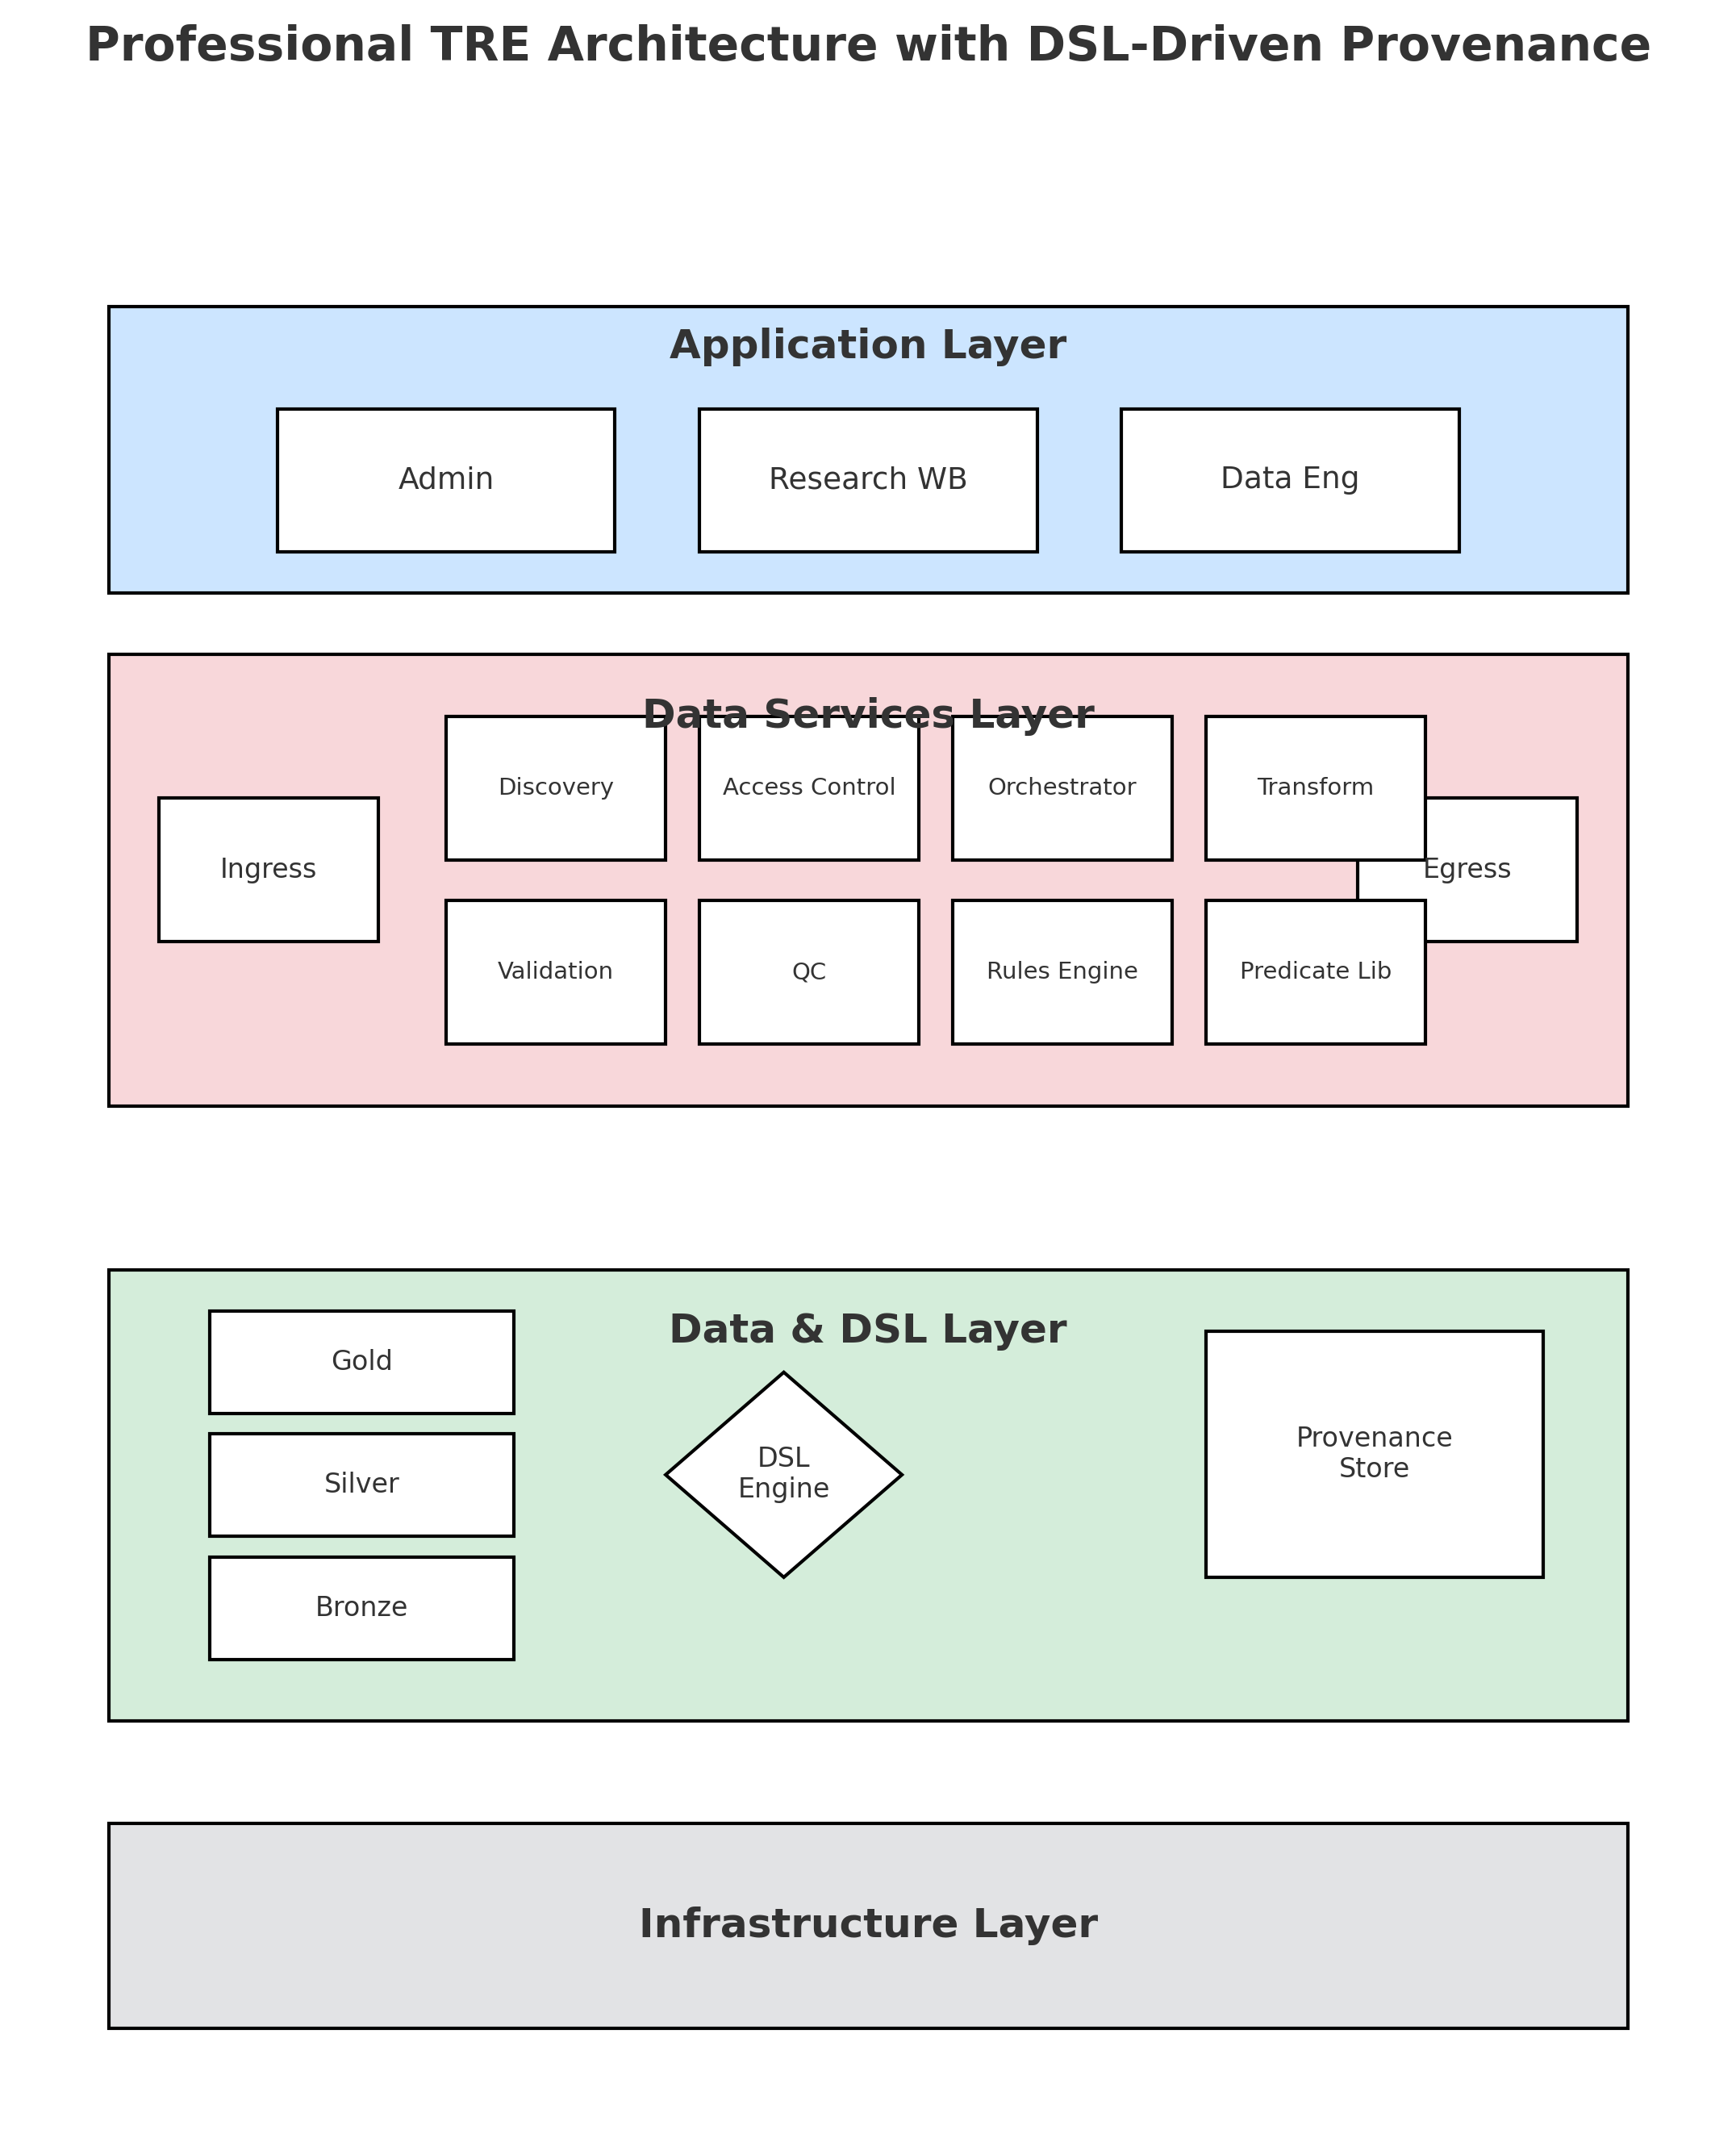 Professional TRE Architecture with DSL-Driven Provenance
Application Layer
Admin
Research WB
Data Eng
Data Services Layer
Discovery
Access Control
Orchestrator
Transform
Ingress
Egress
Validation
QC
Rules Engine
Predicate Lib
Data & DSL Layer
Gold
Silver
Bronze
DSL
Engine
Provenance
Store
Infrastructure Layer